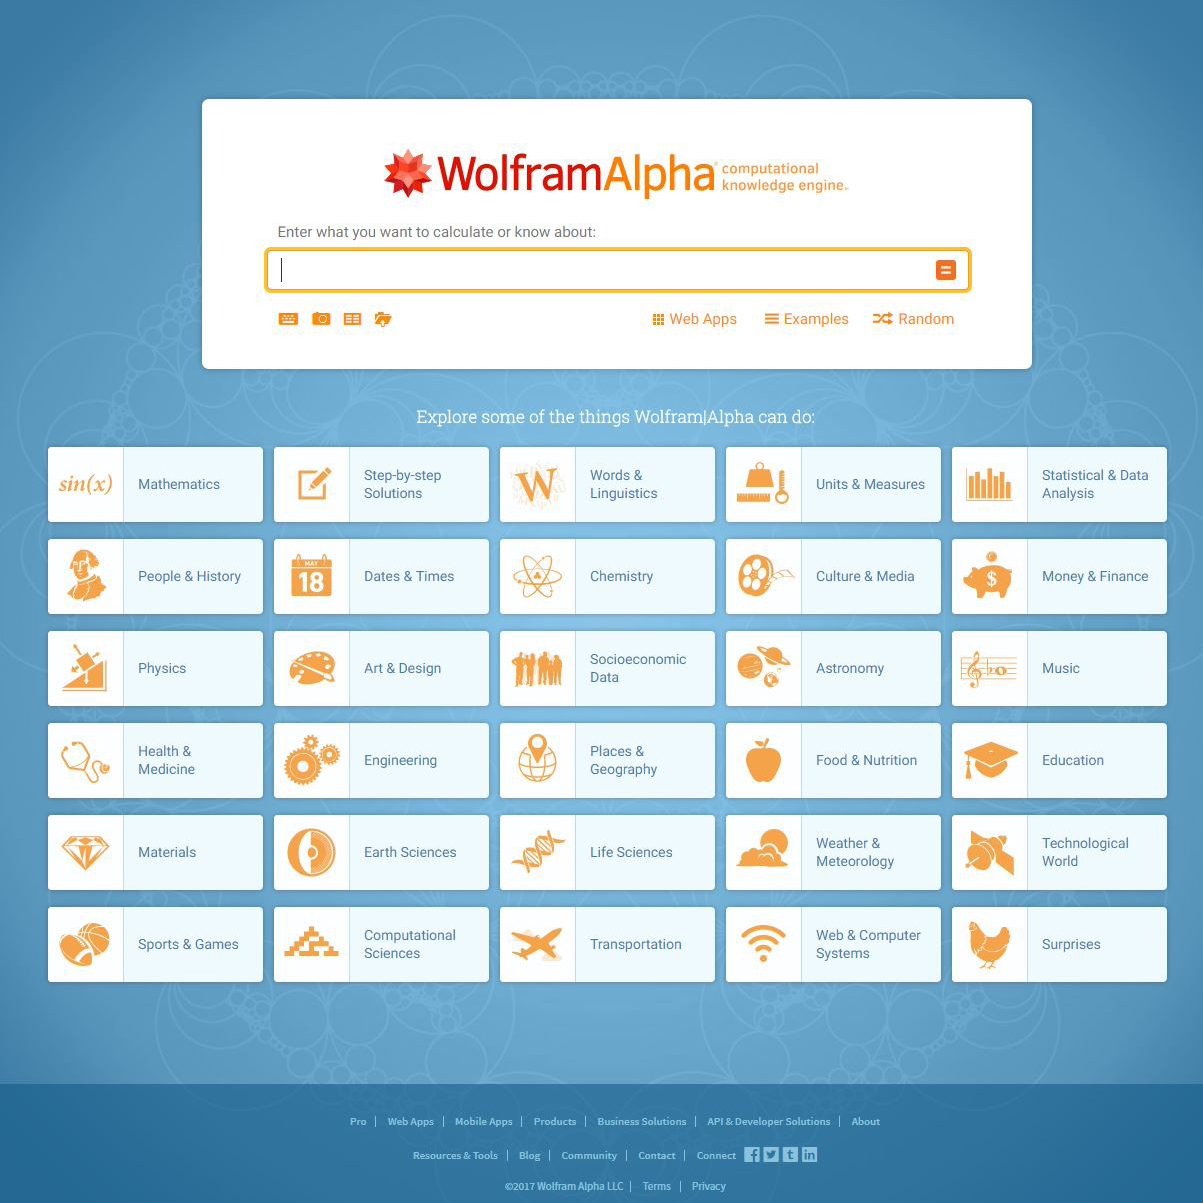 WolframAlpha computational
knowledge engine
Enter what you want to calculate or know about:
Web Apps Examples Random
Explore some of the things Wolfram|Alpha can do:
sin(x) Mathematics
Step-by-step
Solutions
W Words &
Linguistics
Units & Measures
Statistical & Data
Analysis
People & History
MAY
18 Dates & Times
Chemistry
Culture & Media
$ Money & Finance
Physics
Art & Design
Socioeconomic
Data
Astronomy
Music
Health &
Medicine
Engineering
Places &
Geography
Food & Nutrition
Education
Materials
Earth Sciences
Life Sciences
Weather &
Meteorology
Technological
World
Sports & Games
Computational
Sciences
Transportation
Web & Computer
Systems
Surprises
Pro | Web Apps | Mobile Apps | Products | Business Solutions | API & Developer Solutions | About
Resources & Tools | Blog | Community | Contact | Connect f t in
©2017 Wolfram Alpha LLC | Terms | Privacy